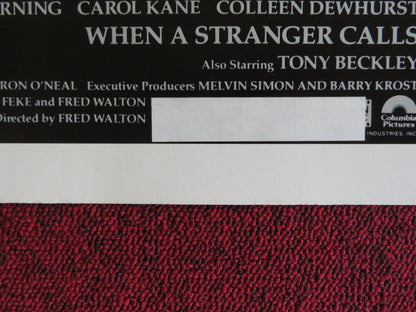 RNING CAROL KANE COLLEEN DEWHURST
WHEN A STRANGER CALLS
Also Starring TONY BECKLEY
RON O'NEAL Executive Producers MELVIN SIMON AND BARRY KROST
FEKE and FRED WALTON
Directed by FRED WALTON
Columbia
Pictures
INDUSTRIES, INC.